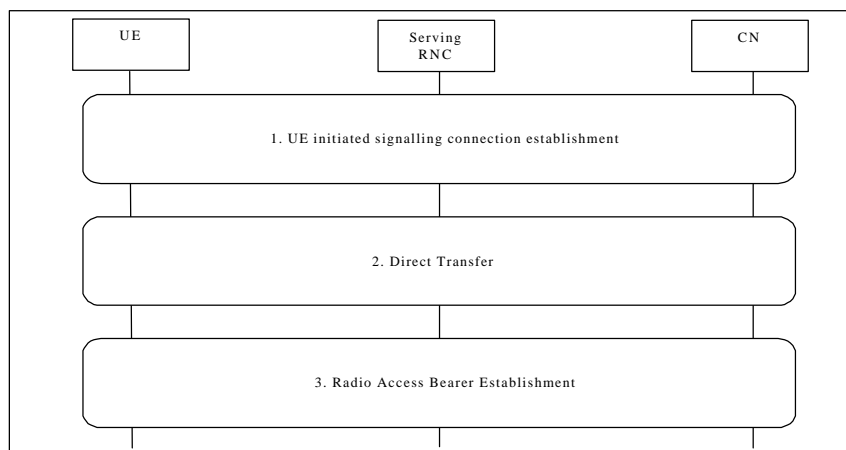 UE
Serving
RNC
CN
1. UE initiated signalling connection establishment
2. Direct Transfer
3. Radio Access Bearer Establishment